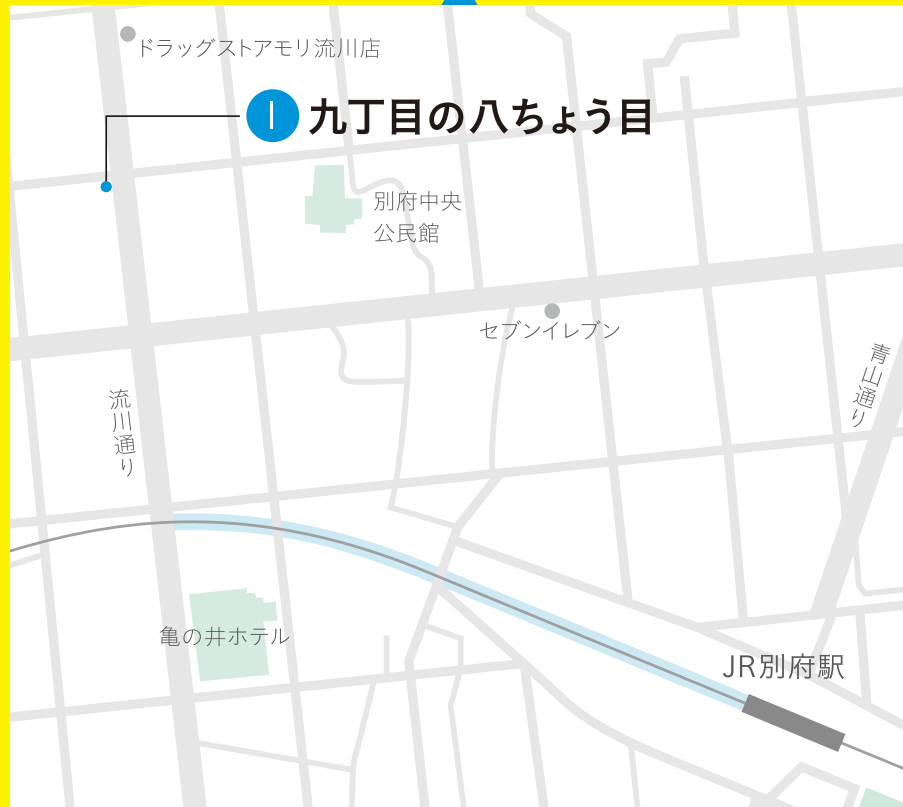 ドラッグストアモリ流川店
1 九丁目の八ちょう目
別府中央
公民館
セブンイレブン
青山通り
流川通り
亀の井ホテル
JR別府駅